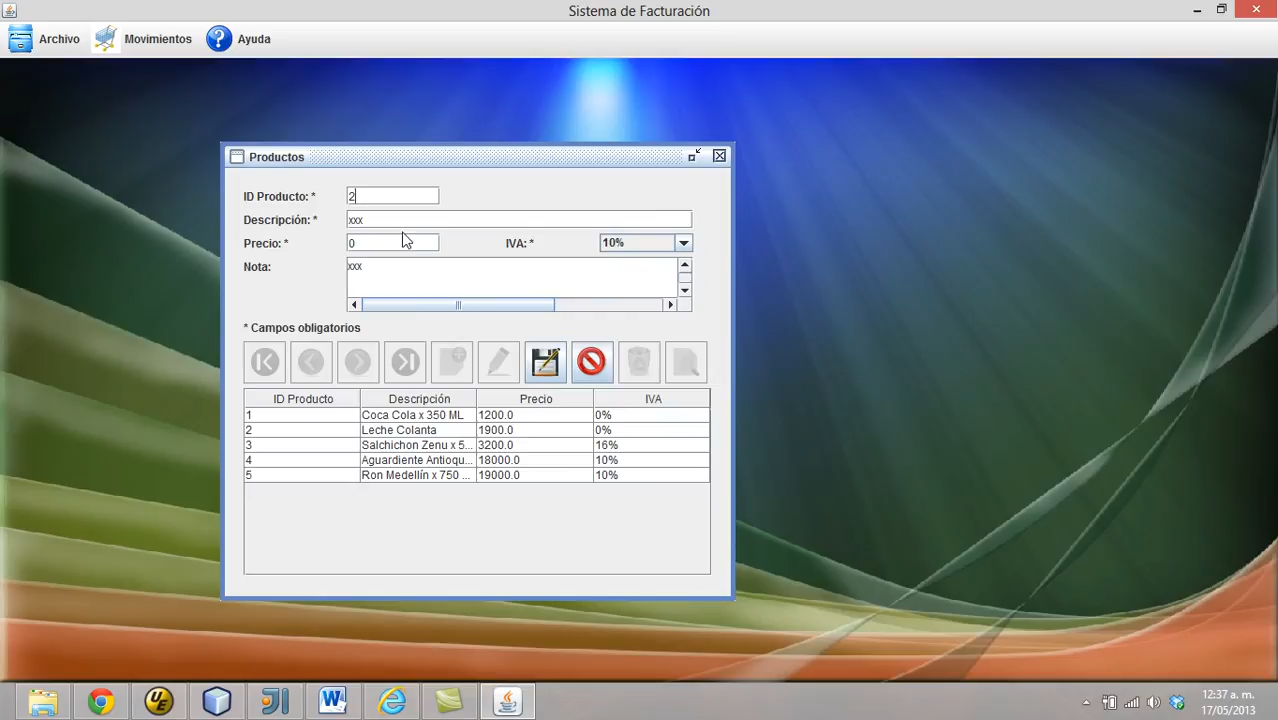 Sistema de Facturación
Archivo Movimientos Ayuda
Productos
ID Producto: * 2
Descripción: * xxx
Precio: * 0 IVA: * 10%
Nota: xxx
* Campos obligatorios
ID Producto Descripción Precio IVA
1 Coca Cola x 350 ML 1200.0 0%
2 Leche Colanta 1900.0 0%
3 Salchichon Zenu x 5... 3200.0 16%
4 Aguardiente Antioqu... 18000.0 10%
5 Ron Medellín x 750 ... 19000.0 10%
12:37 a. m.
17/05/2013